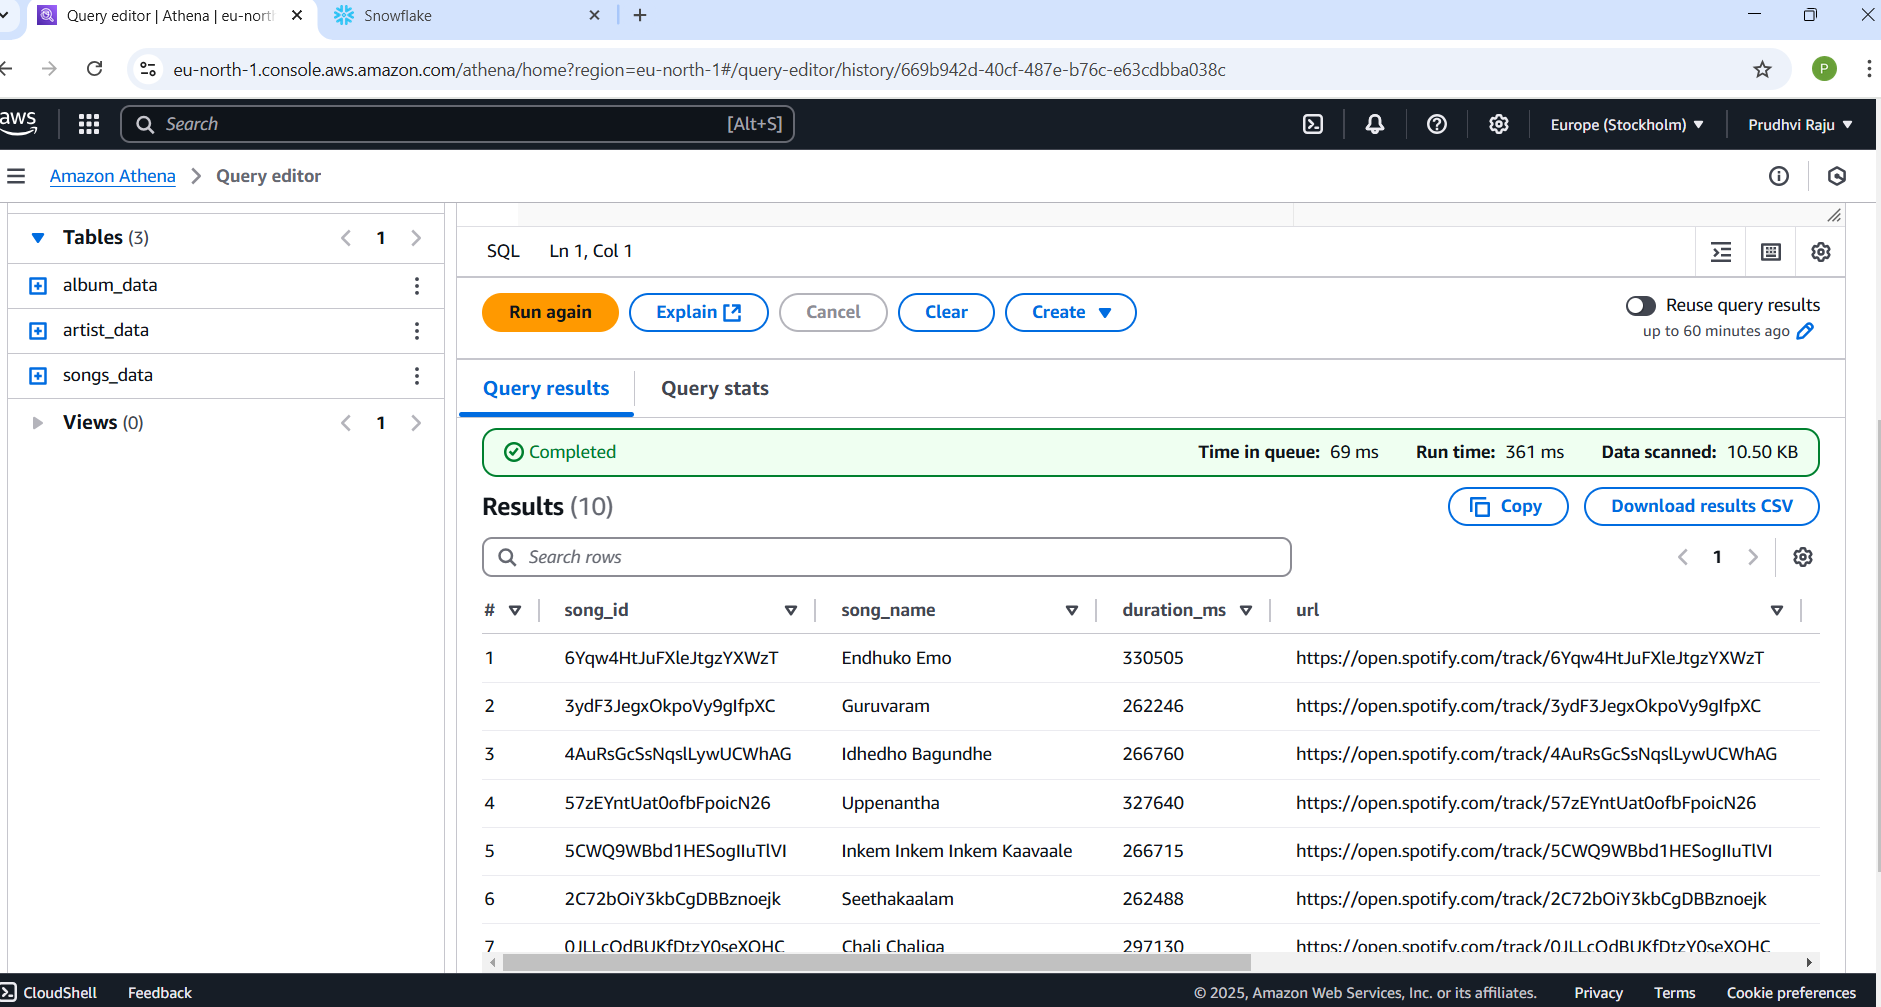 Query editor | Athena | eu-nort
Snowflake
eu-north-1.console.aws.amazon.com/athena/home?region=eu-north-1#/query-editor/history/669b942d-40cf-487e-b76c-e63cdbba038c
P
aws
Search
[Alt+S]
Europe (Stockholm)
Prudhvi Raju
Amazon Athena
Query editor
Tables (3)
1
album_data
artist_data
songs_data
Views (0)
1
SQL Ln 1, Col 1
Run again
Explain
Cancel
Clear
Create
Reuse query results
up to 60 minutes ago
Query results
Query stats
Completed
Time in queue: 69 ms Run time: 361 ms Data scanned: 10.50 KB
Results (10)
Copy
Download results CSV
Search rows
1
# song_id song_name duration_ms url
1 6Yqw4HtJuFXleJtgzYXWzT Endhuko Emo 330505 https://open.spotify.com/track/6Yqw4HtJuFXleJtgzYXWzT
2 3ydF3JegxOkpoVy9gIfpXC Guruvaram 262246 https://open.spotify.com/track/3ydF3JegxOkpoVy9gIfpXC
3 4AuRsGcSsNqslLywUCWhAG Idhedho Bagundhe 266760 https://open.spotify.com/track/4AuRsGcSsNqslLywUCWhAG
4 57zEYntUat0ofbFpoicN26 Uppenantha 327640 https://open.spotify.com/track/57zEYntUat0ofbFpoicN26
5 5CWQ9WBbd1HESogIIuTlVI Inkem Inkem Inkem Kaavaale 266715 https://open.spotify.com/track/5CWQ9WBbd1HESogIIuTlVI
6 2C72bOiY3kbCgDBBznoejk Seethakaalam 262488 https://open.spotify.com/track/2C72bOiY3kbCgDBBznoejk
7 0JLLcOdBUKfDtzY0seXOHC Chali Chaliga 297130 https://open.spotify.com/track/0JLLcOdBUKfDtzY0seXOHC
CloudShell
Feedback
© 2025, Amazon Web Services, Inc. or its affiliates.
Privacy
Terms
Cookie preferences